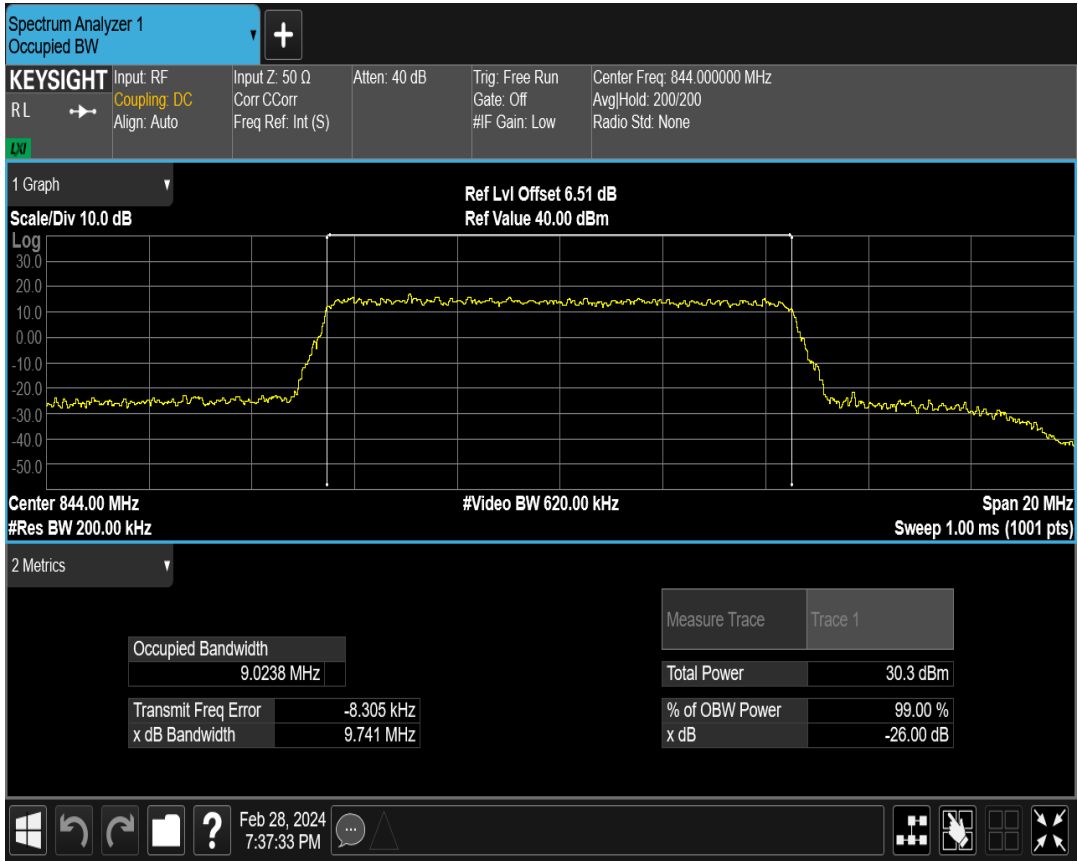 Spectrum Analyzer 1
Occupied BW
+
KEYSIGHT
R L
LXI
Input: RF
Coupling: DC
Align: Auto
Input Z: 50 Ω
Corr CCorr
Freq Ref: Int (S)
Atten: 40 dB
Trig: Free Run
Gate: Off
#IF Gain: Low
Center Freq: 844.000000 MHz
Avg|Hold: 200/200
Radio Std: None
1 Graph
Scale/Div 10.0 dB
Ref Lvl Offset 6.51 dB
Ref Value 40.00 dBm
Log
30.0
20.0
10.0
0.00
-10.0
-20.0
-30.0
-40.0
-50.0
Center 844.00 MHz
#Res BW 200.00 kHz
#Video BW 620.00 kHz
Span 20 MHz
Sweep 1.00 ms (1001 pts)
2 Metrics
Occupied Bandwidth
9.0238 MHz
Transmit Freq Error -8.305 kHz
x dB Bandwidth 9.741 MHz
Measure Trace Trace 1
Total Power 30.3 dBm
% of OBW Power 99.00 %
x dB -26.00 dB
?
Feb 28, 2024
7:37:33 PM